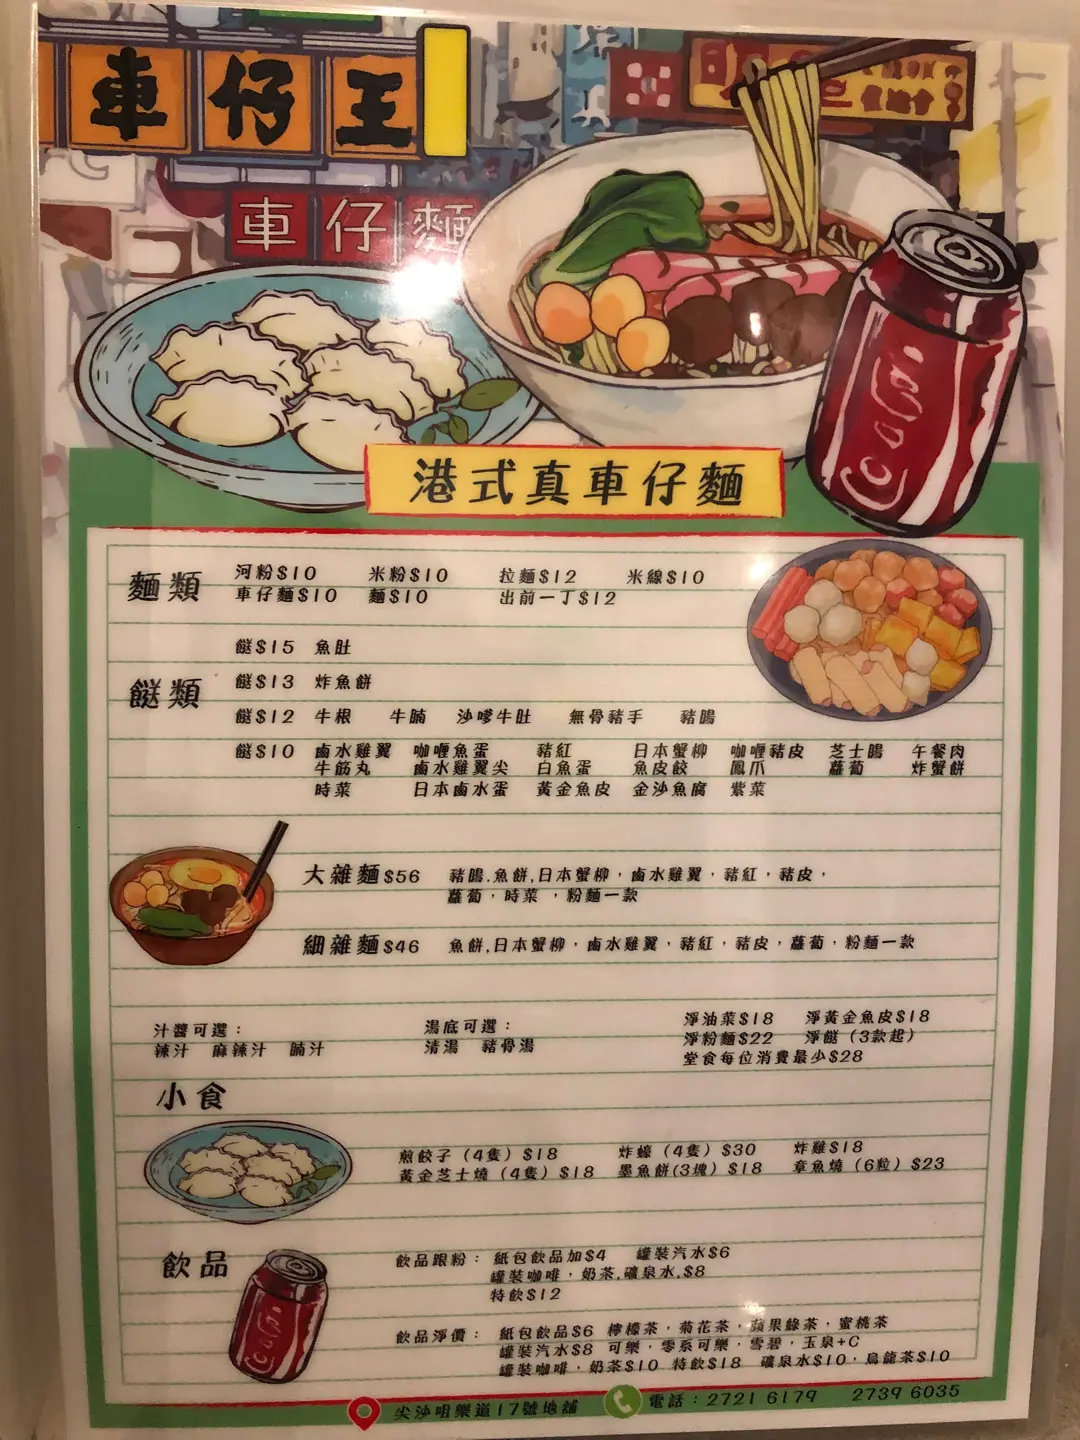 車仔王
車仔麵
港式真車仔麵
麵類
河粉$10 米粉$10 拉麵$12 米線$10
車仔麵$10 麵$10 出前一丁$12
餸類
餸$15 魚肚
餸$13 炸魚餅
餸$12 牛根 牛腩 沙嗲牛肚 無骨豬手 豬腸
餸$10 鹵水雞翼 咖喱魚蛋 豬紅 日本蟹柳 咖喱豬皮 芝士腸 午餐肉
牛筋丸 鹵水雞翼尖 白魚蛋 魚皮餃 鳳爪 蘿蔔 炸蟹餅
時菜 日本鹵水蛋 黃金魚皮 金沙魚腐 紫菜
大雜麵$56 豬腸.魚餅,日本蟹柳,鹵水雞翼,豬紅,豬皮,
蘿蔔,時菜 ,粉麵一款
細雜麵$46 魚餅,日本蟹柳,鹵水雞翼,豬紅,豬皮,蘿蔔,粉麵一款
汁醬可選:
辣汁 麻辣汁 腩汁
湯底可選:
清湯 豬骨湯
淨油菜$18 淨黃金魚皮$18
淨粉麵$22 淨餸(3款起)
堂食每位消費最少$28
小食
煎餃子(4隻)$18 炸蠔(4隻)$30 炸雞$18
黃金芝士燒(4隻)$18 墨魚餅(3塊)$18 章魚燒(6粒)$23
飲品
飲品跟粉: 紙包飲品加$4 罐裝汽水$6
罐裝咖啡,奶茶,礦泉水,$8
特飲$12
飲品淨價: 紙包飲品$6 檸檬茶,菊花茶,蘋果綠茶,蜜桃茶
罐裝汽水$8 可樂,零系可樂,雪碧,玉泉+C
罐裝咖啡,奶茶$10 特飲$18 礦泉水$10,烏龍茶$10
尖沙咀樂道17號地舖 電話:2721 6179 2739 6035